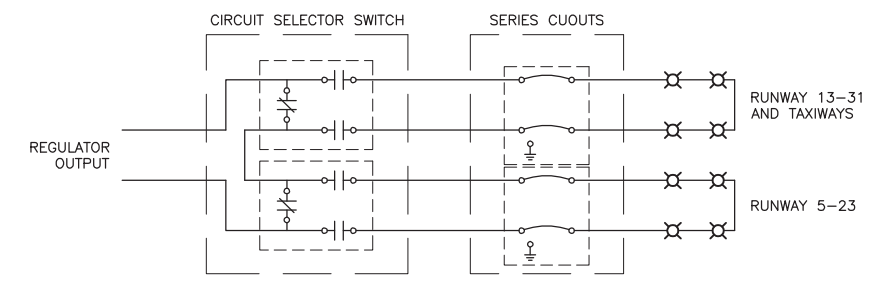 CIRCUIT SELECTOR SWITCH
SERIES CUOUTS
RUNWAY 13-31
AND TAXIWAYS
REGULATOR
OUTPUT
RUNWAY 5-23